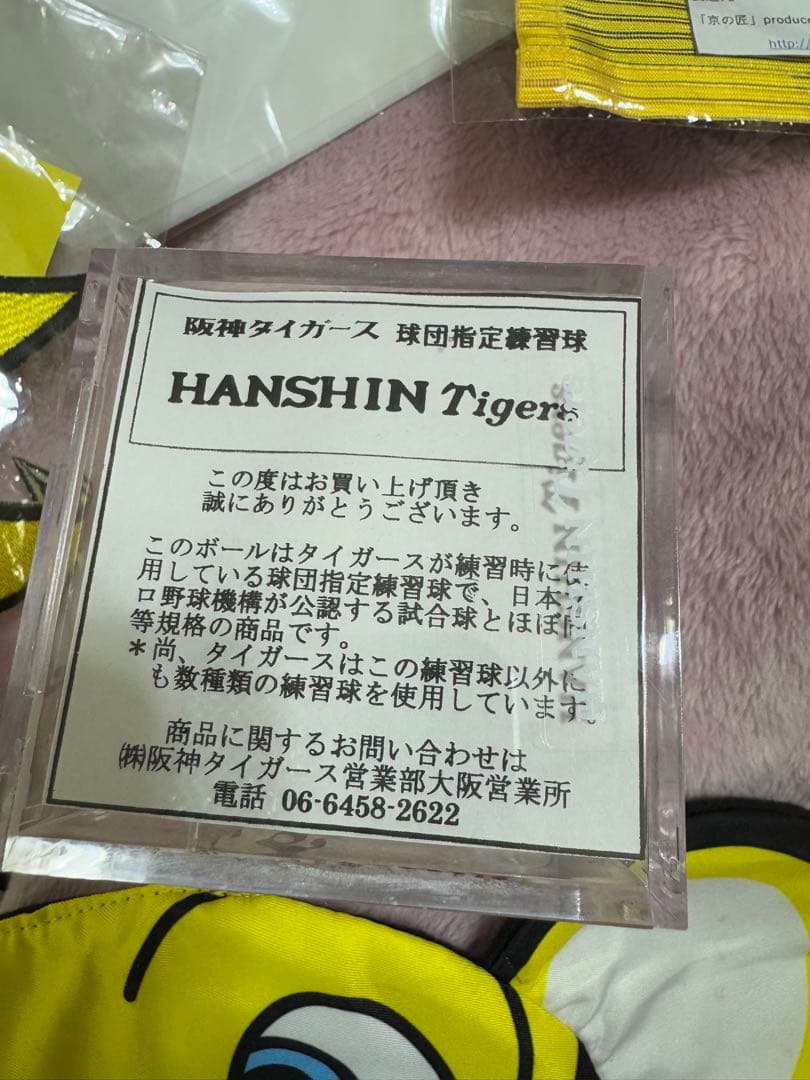 「京の匠」produce
http://
阪神タイガース 球団指定練習球
HANSHIN Tigers
この度はお買い上げ頂き
誠にありがとうございます。
このボールはタイガースが練習時に使
用している球団指定練習球で、日本
ロ野球機構が公認する試合球とほぼ同
等規格の商品です。
*尚、タイガースはこの練習球以外に
も数種類の練習球を使用しています。
商品に関するお問い合わせは
㈱阪神タイガース営業部大阪営業所
電話 06-6458-2622
HANSHIN Tigers